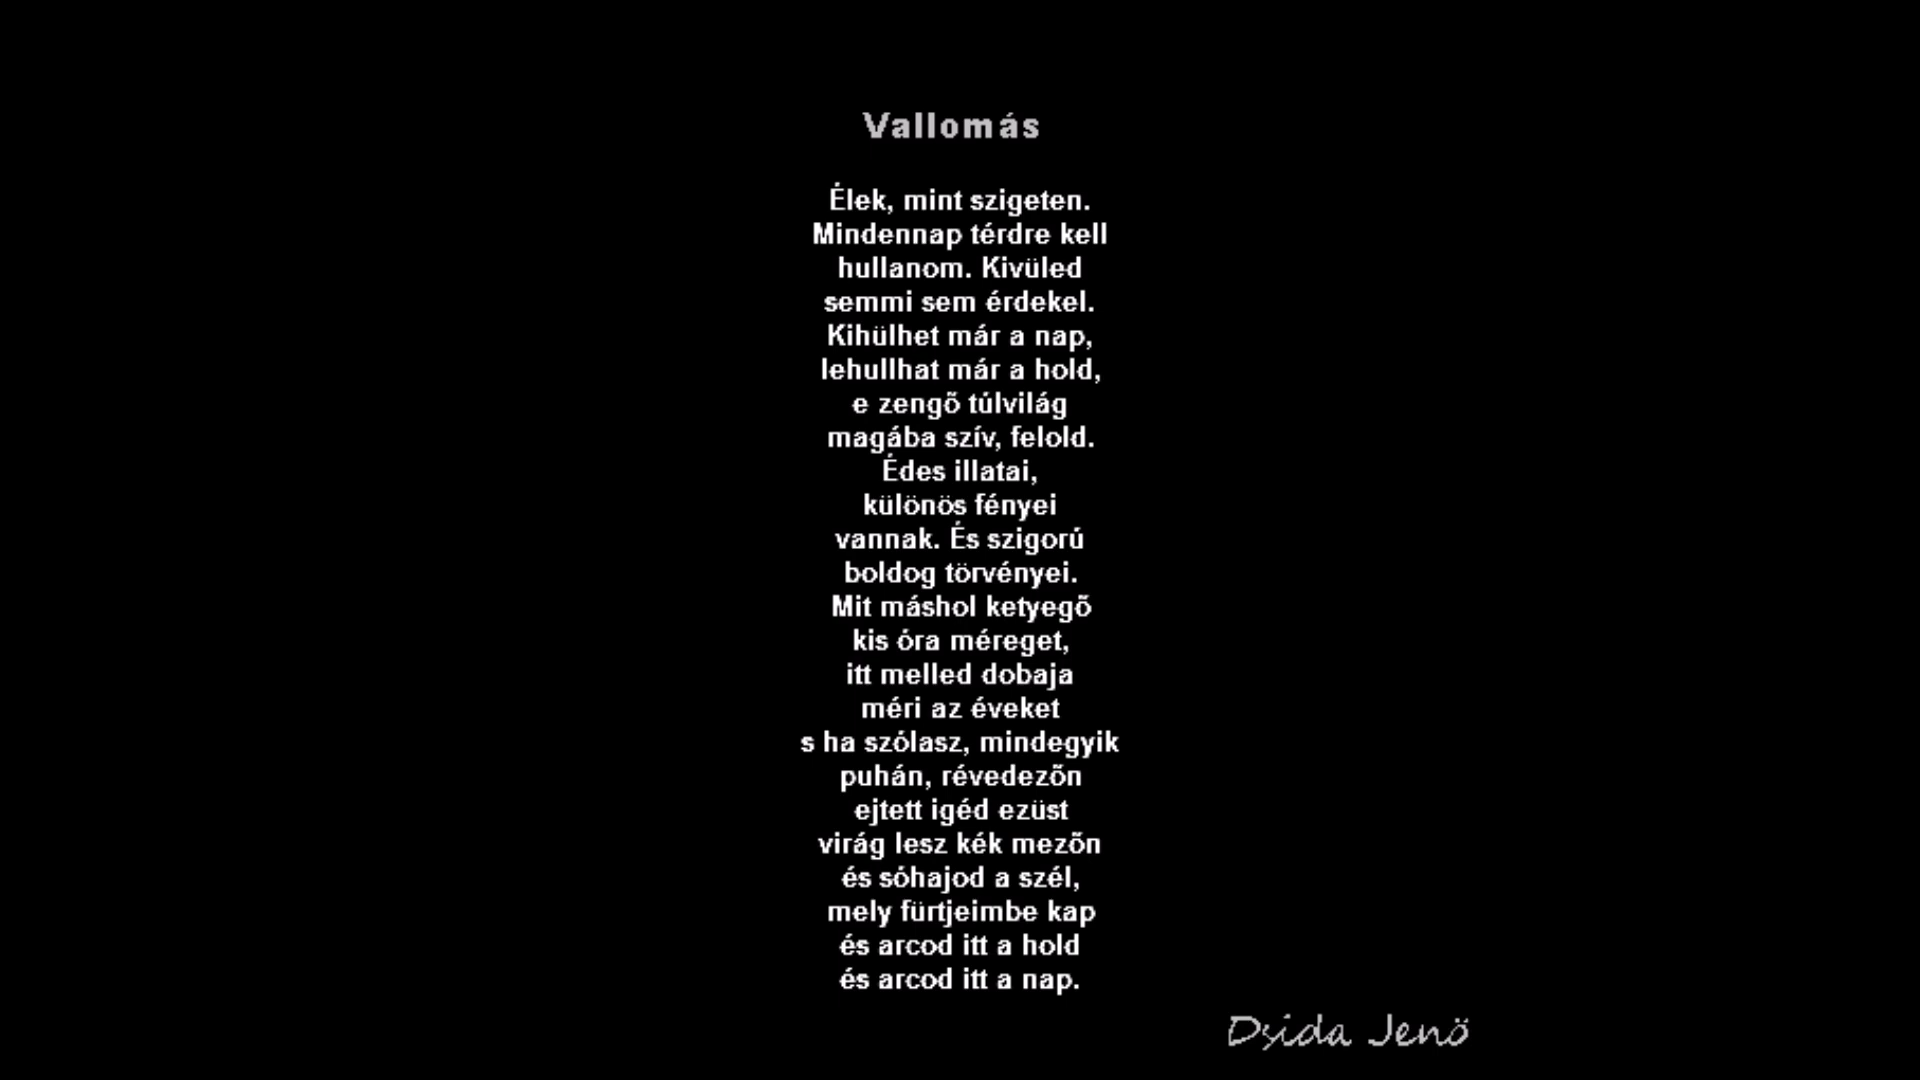 Vallomás
Élek, mint szigeten.
Mindennap térdre kell
hullanom. Kivüled
semmi sem érdekel.
Kihülhet már a nap,
lehullhat már a hold,
e zengõ túlvilág
magába szív, felold.
Édes illatai,
különös fényei
vannak. És szigorú
boldog törvényei.
Mit máshol ketyegõ
kis óra méreget,
itt melled dobaja
méri az éveket
s ha szólasz, mindegyik
puhán, révedezõn
ejtett igéd ezüst
virág lesz kék mezõn
és sóhajod a szél,
mely fürtjeimbe kap
és arcod itt a hold
és arcod itt a nap.
Dsida Jenö